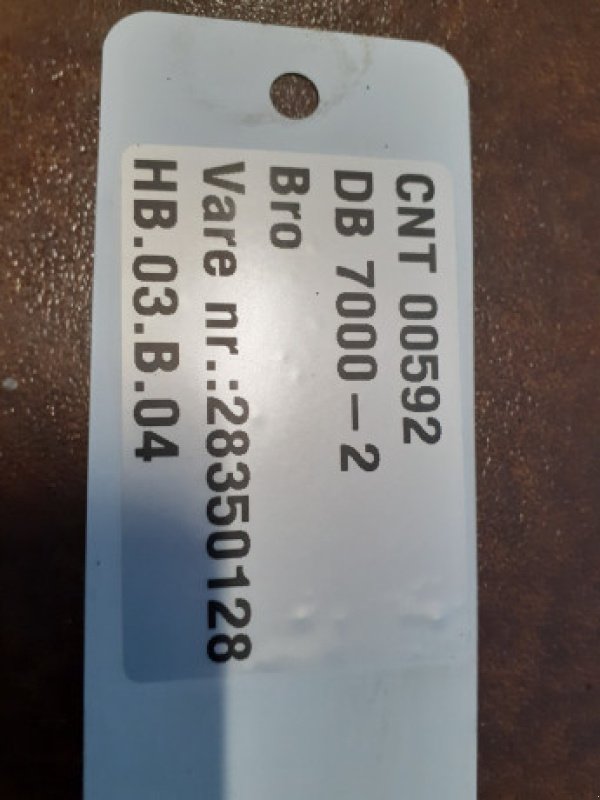 CNT 00592
DB 7000-2
Bro
Vare nr.:28350128
HB.03.B.04